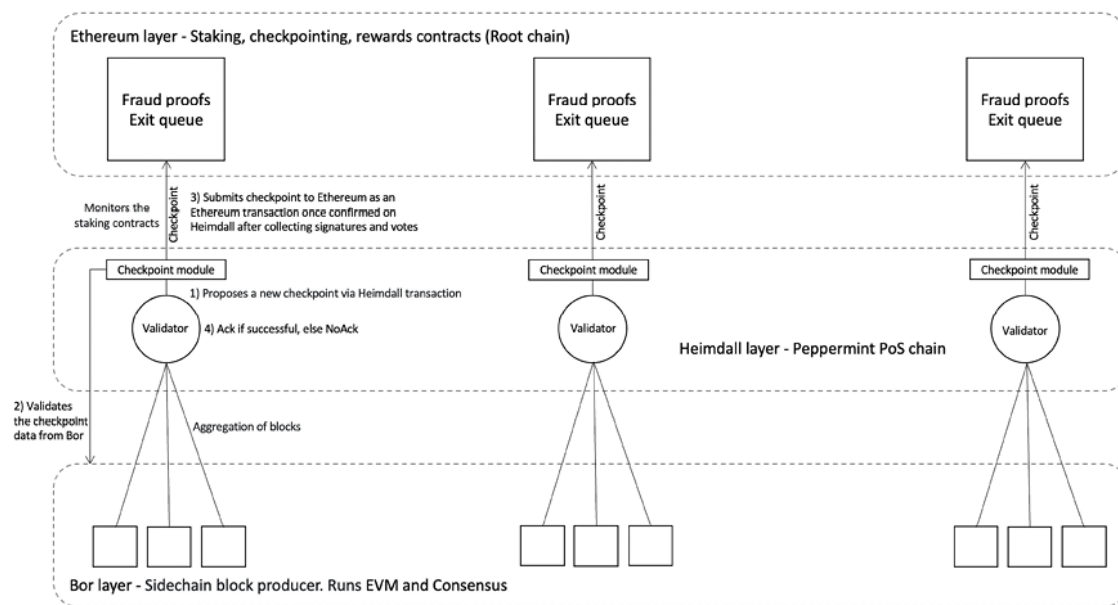 Ethereum layer - Staking, checkpointing, rewards contracts (Root chain)
Fraud proofs
Exit queue
Fraud proofs
Exit queue
Fraud proofs
Exit queue
Monitors the
staking contracts
Checkpoint
3) Submits checkpoint to Ethereum as an
Ethereum transaction once confirmed on
Heimdall after collecting signatures and votes
Checkpoint
Checkpoint
Checkpoint module
Checkpoint module
Checkpoint module
1) Proposes a new checkpoint via Heimdall transaction
Validator
4) Ack if successful, else NoAck
Validator
Validator
Heimdall layer - Peppermint PoS chain
2) Validates
the checkpoint
data from Bor
Aggregation of blocks
Bor layer - Sidechain block producer. Runs EVM and Consensus